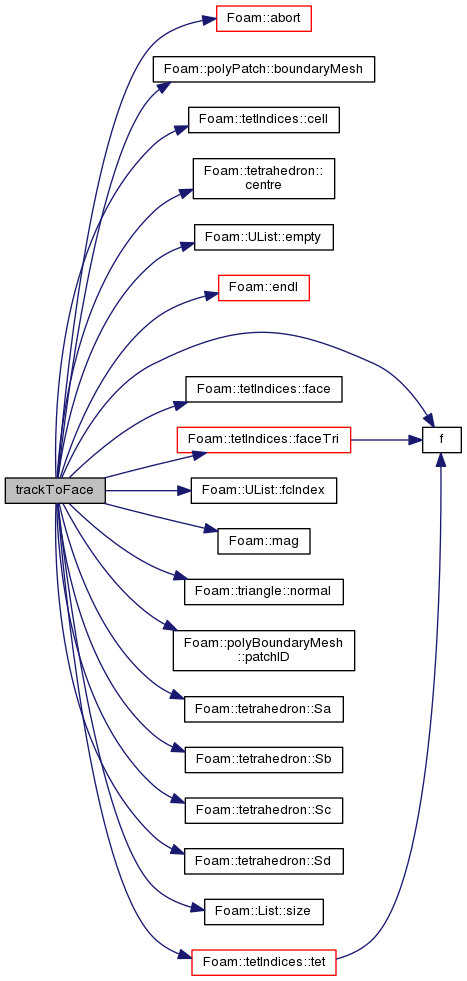 Foam::abort
Foam::polyPatch::boundaryMesh
Foam::tetIndices::cell
Foam::tetrahedron::
centre
Foam::UList::empty
Foam::endl
Foam::tetIndices::face
Foam::tetIndices::faceTri
f
trackToFace
Foam::UList::fcIndex
Foam::mag
Foam::triangle::normal
Foam::polyBoundaryMesh
::patchID
Foam::tetrahedron::Sa
Foam::tetrahedron::Sb
Foam::tetrahedron::Sc
Foam::tetrahedron::Sd
Foam::List::size
Foam::tetIndices::tet